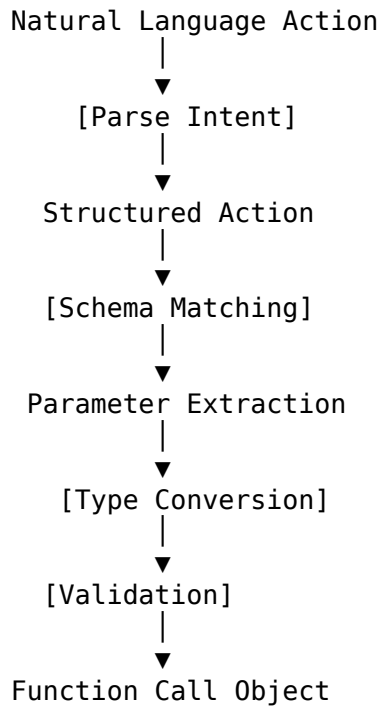 Natural Language Action
│
▼
[Parse Intent]
│
▼
Structured Action
│
▼
[Schema Matching]
│
▼
Parameter Extraction
│
▼
[Type Conversion]
│
▼
[Validation]
│
▼
Function Call Object